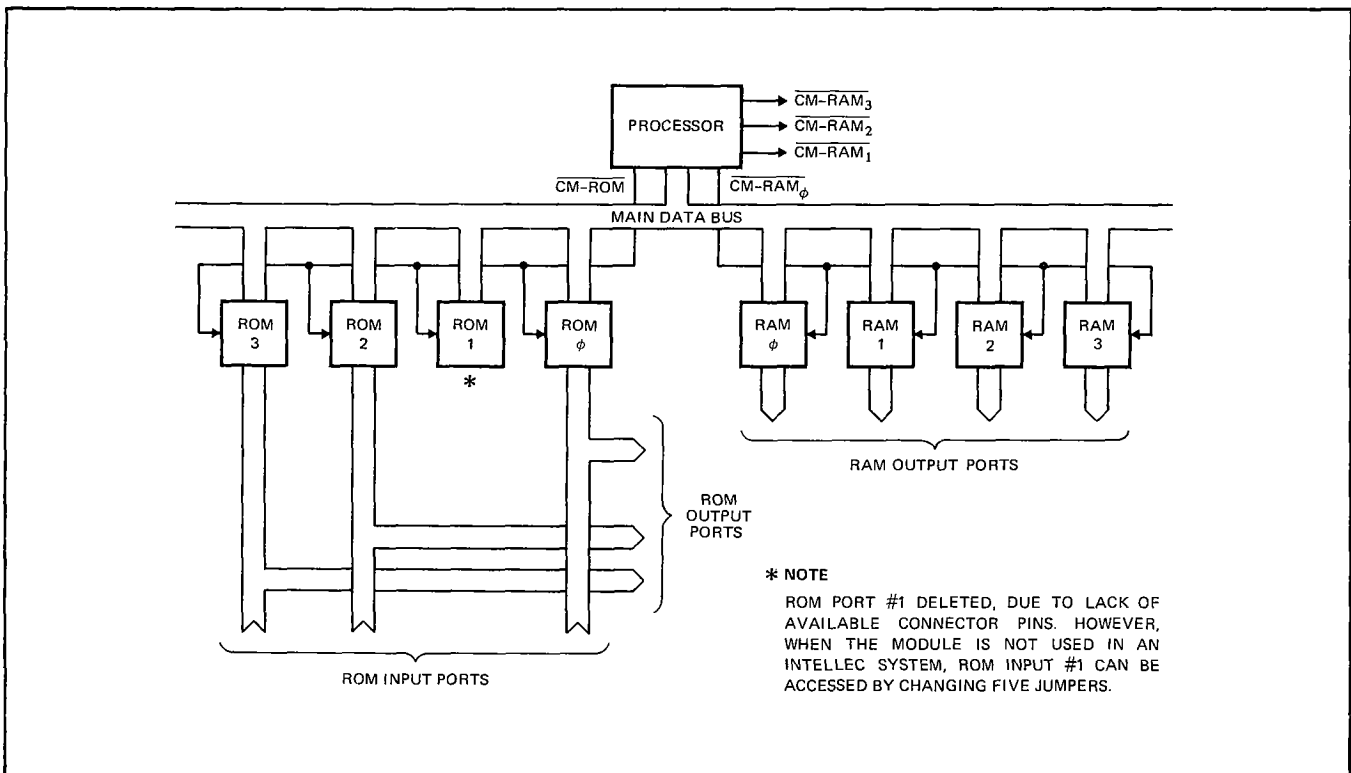 PROCESSOR
CM-RAM3
CM-RAM2
CM-RAM1
CM-ROM
CM-RAMϕ
MAIN DATA BUS
ROM
3
ROM
2
ROM
1
ROM
ϕ
RAM
ϕ
RAM
1
RAM
2
RAM
3
*
RAM OUTPUT PORTS
ROM
OUTPUT
PORTS
ROM INPUT PORTS
* NOTE
ROM PORT #1 DELETED, DUE TO LACK OF
AVAILABLE CONNECTOR PINS. HOWEVER,
WHEN THE MODULE IS NOT USED IN AN
INTELLEC SYSTEM, ROM INPUT #1 CAN BE
ACCESSED BY CHANGING FIVE JUMPERS.